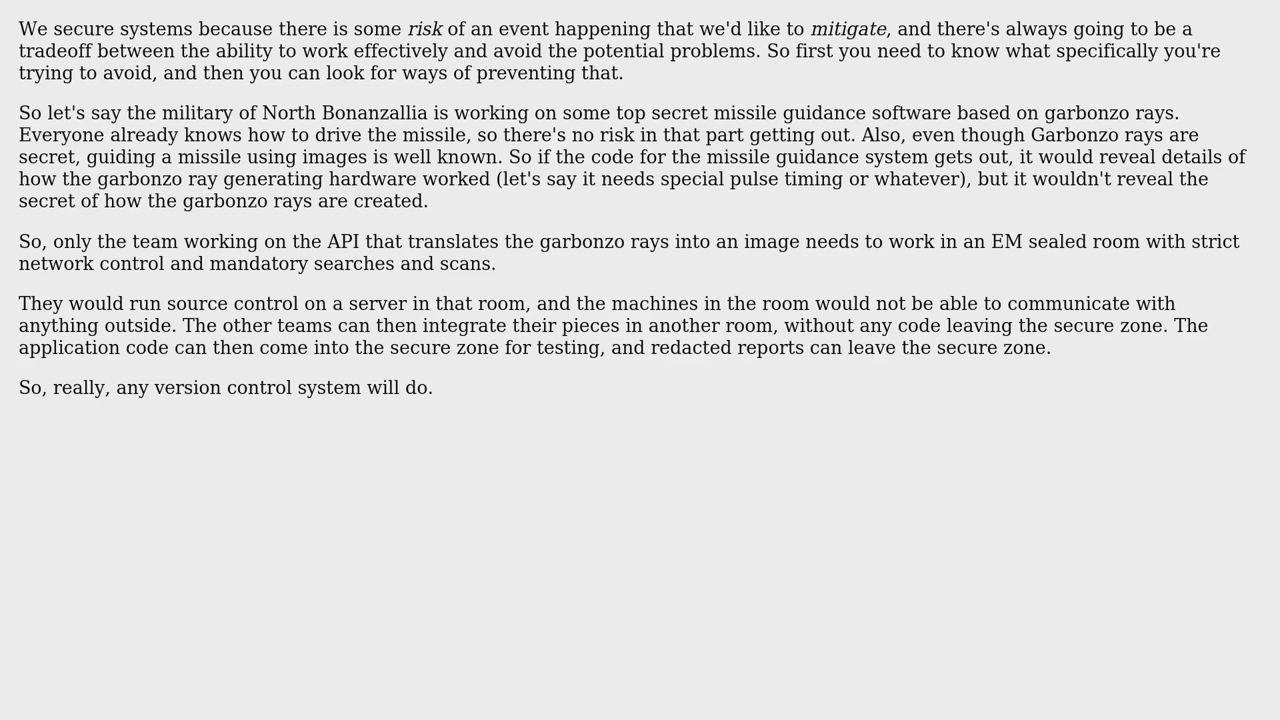 We secure systems because there is some risk of an event happening that we'd like to mitigate, and there's always going to be a
tradeoff between the ability to work effectively and avoid the potential problems. So first you need to know what specifically you're
trying to avoid, and then you can look for ways of preventing that.
So let's say the military of North Bonanzallia is working on some top secret missile guidance software based on garbonzo rays.
Everyone already knows how to drive the missile, so there's no risk in that part getting out. Also, even though Garbonzo rays are
secret, guiding a missile using images is well known. So if the code for the missile guidance system gets out, it would reveal details of
how the garbonzo ray generating hardware worked (let's say it needs special pulse timing or whatever), but it wouldn't reveal the
secret of how the garbonzo rays are created.
So, only the team working on the API that translates the garbonzo rays into an image needs to work in an EM sealed room with strict
network control and mandatory searches and scans.
They would run source control on a server in that room, and the machines in the room would not be able to communicate with
anything outside. The other teams can then integrate their pieces in another room, without any code leaving the secure zone. The
application code can then come into the secure zone for testing, and redacted reports can leave the secure zone.
So, really, any version control system will do.